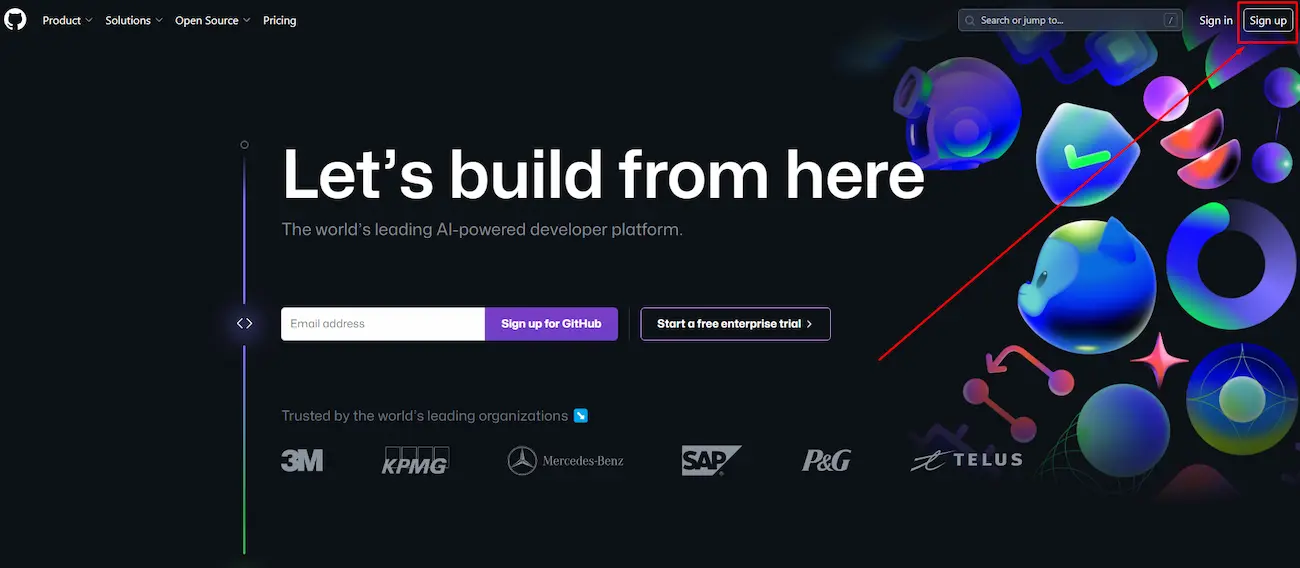 Product
Solutions
Open Source
Pricing
Search or jump to...
/
Sign in
Sign up
Let’s build from here
The world’s leading AI-powered developer platform.
Email address
Sign up for GitHub
Start a free enterprise trial
Trusted by the world’s leading organizations
3M
KPMG
Mercedes-Benz
SAP
P&G
TELUS